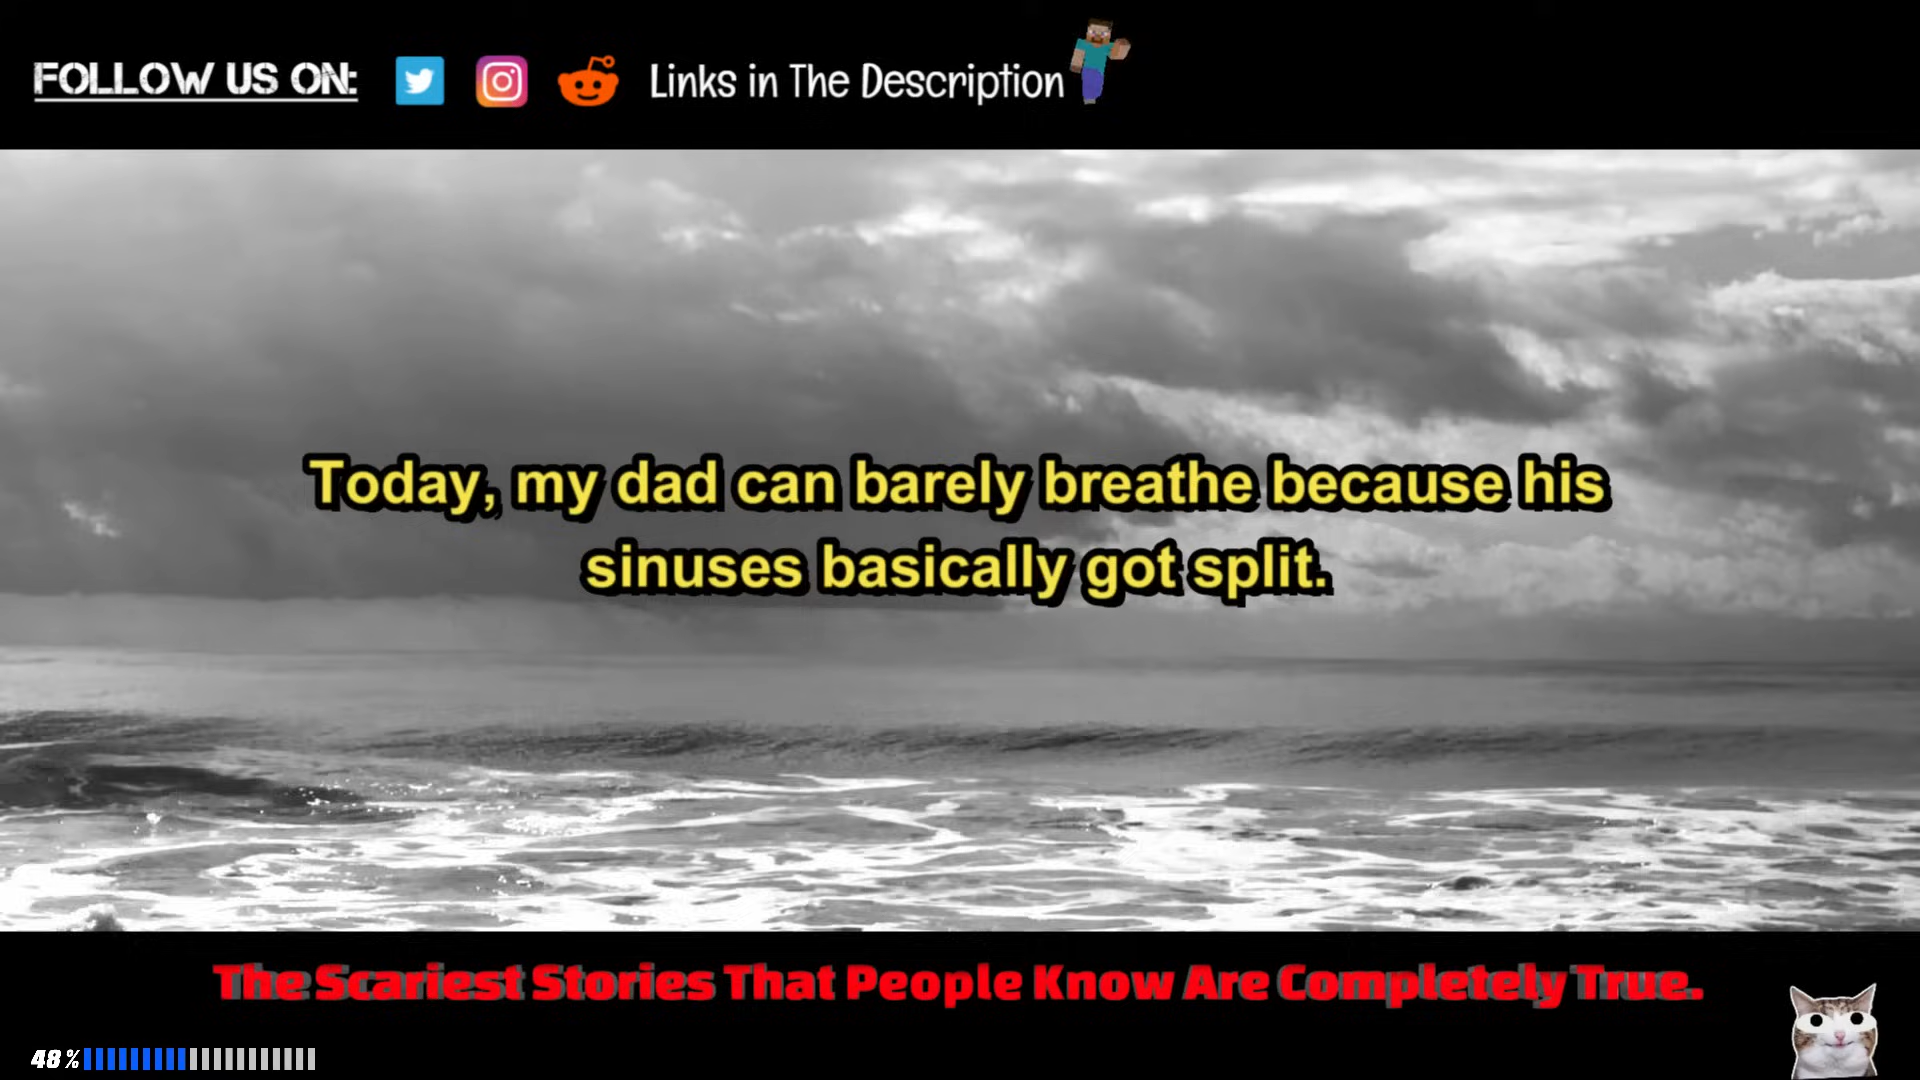 FOLLOW US ON:
Links in The Description
Today, my dad can barely breathe because his
sinuses basically got split.
The Scariest Stories That People Know Are Completely True.
48%